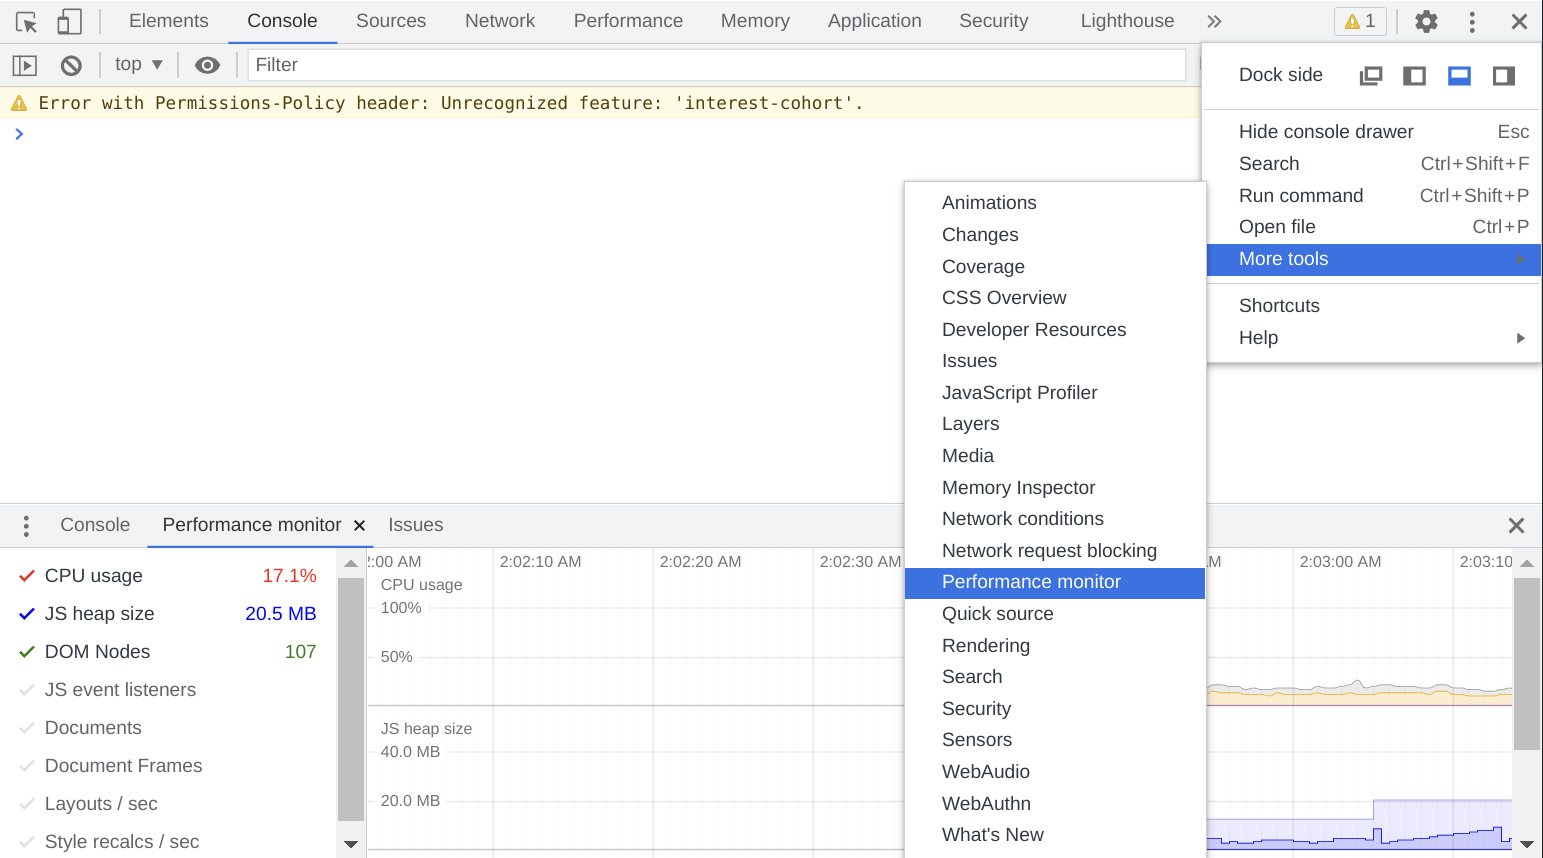 Elements Console Sources Network Performance Memory Application Security Lighthouse » 1
top ▼ Filter
Error with Permissions-Policy header: Unrecognized feature: 'interest-cohort'.
Dock side
Hide console drawer Esc
Search Ctrl+Shift+F
Run command Ctrl+Shift+P
Open file Ctrl+P
More tools
Shortcuts
Help
Animations
Changes
Coverage
CSS Overview
Developer Resources
Issues
JavaScript Profiler
Layers
Media
Memory Inspector
Network conditions
Network request blocking
Performance monitor
Quick source
Rendering
Search
Security
Sensors
WebAudio
WebAuthn
What's New
Console Performance monitor Issues
CPU usage 17.1%
JS heap size 20.5 MB
DOM Nodes 107
JS event listeners
Documents
Document Frames
Layouts / sec
Style recalcs / sec
:00 AM 2:02:10 AM 2:02:20 AM 2:02:30 AM M 2:03:00 AM 2:03:10
CPU usage
100%
50%
JS heap size
40.0 MB
20.0 MB